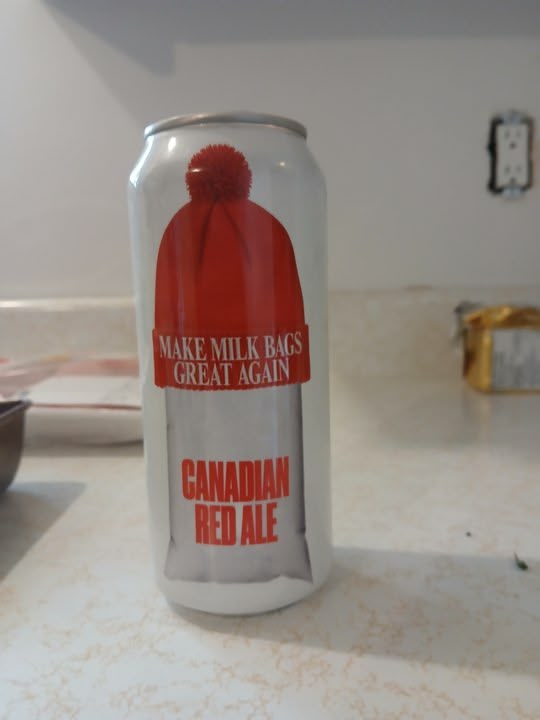 MAKE MILK BAGS
GREAT AGAIN
CANADIAN
RED ALE